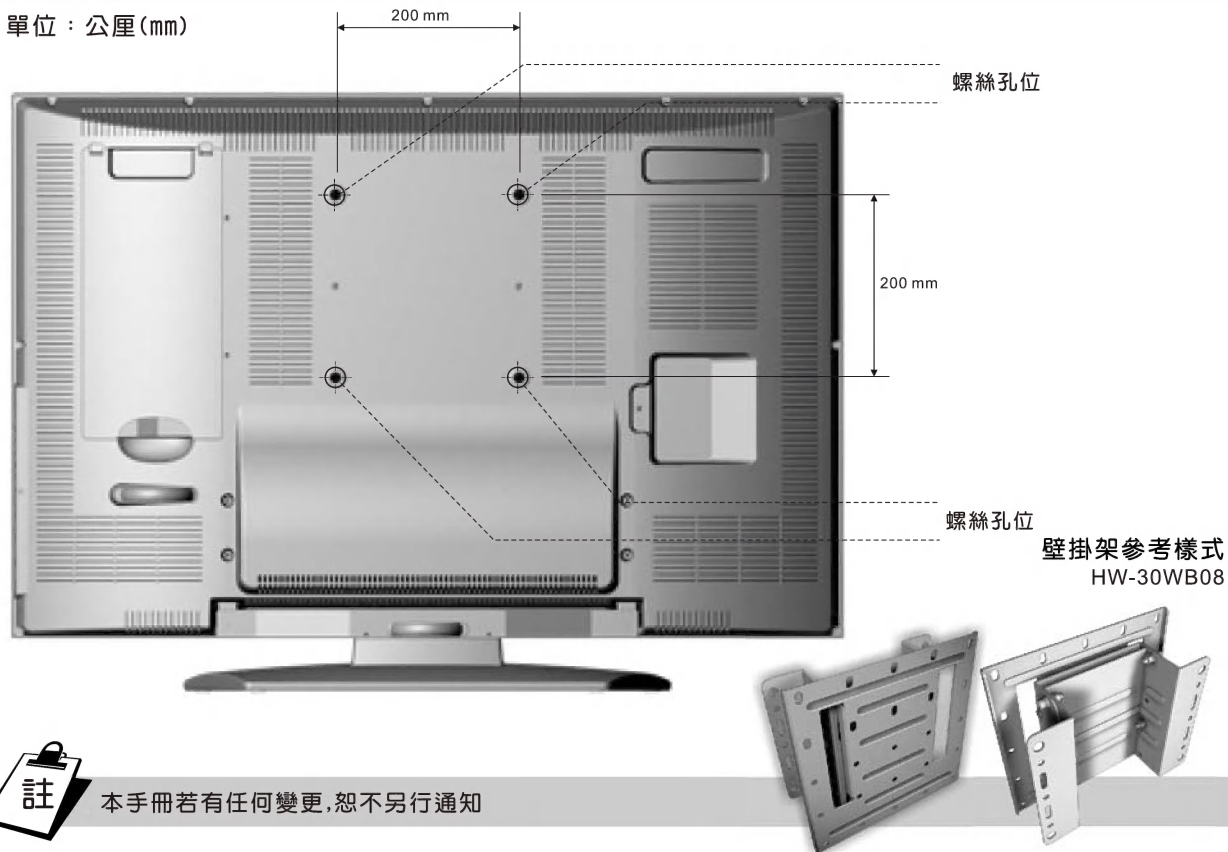 單位：公厘(mm)
200 mm
螺絲孔位
200 mm
螺絲孔位
壁掛架參考樣式
HW-30WB08
註
本手冊若有任何變更,恕不另行通知